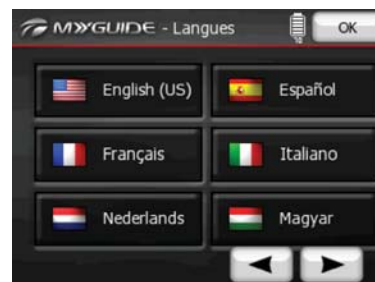 MYGUIDE - Langues
OK
English (US)
Español
Français
Italiano
Nederlands
Magyar